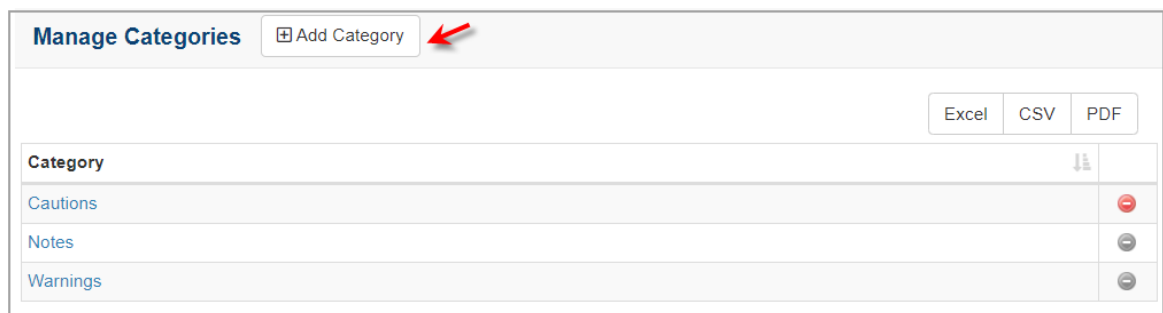 Manage Categories Add Category
Excel CSV PDF
Category
Cautions
Notes
Warnings